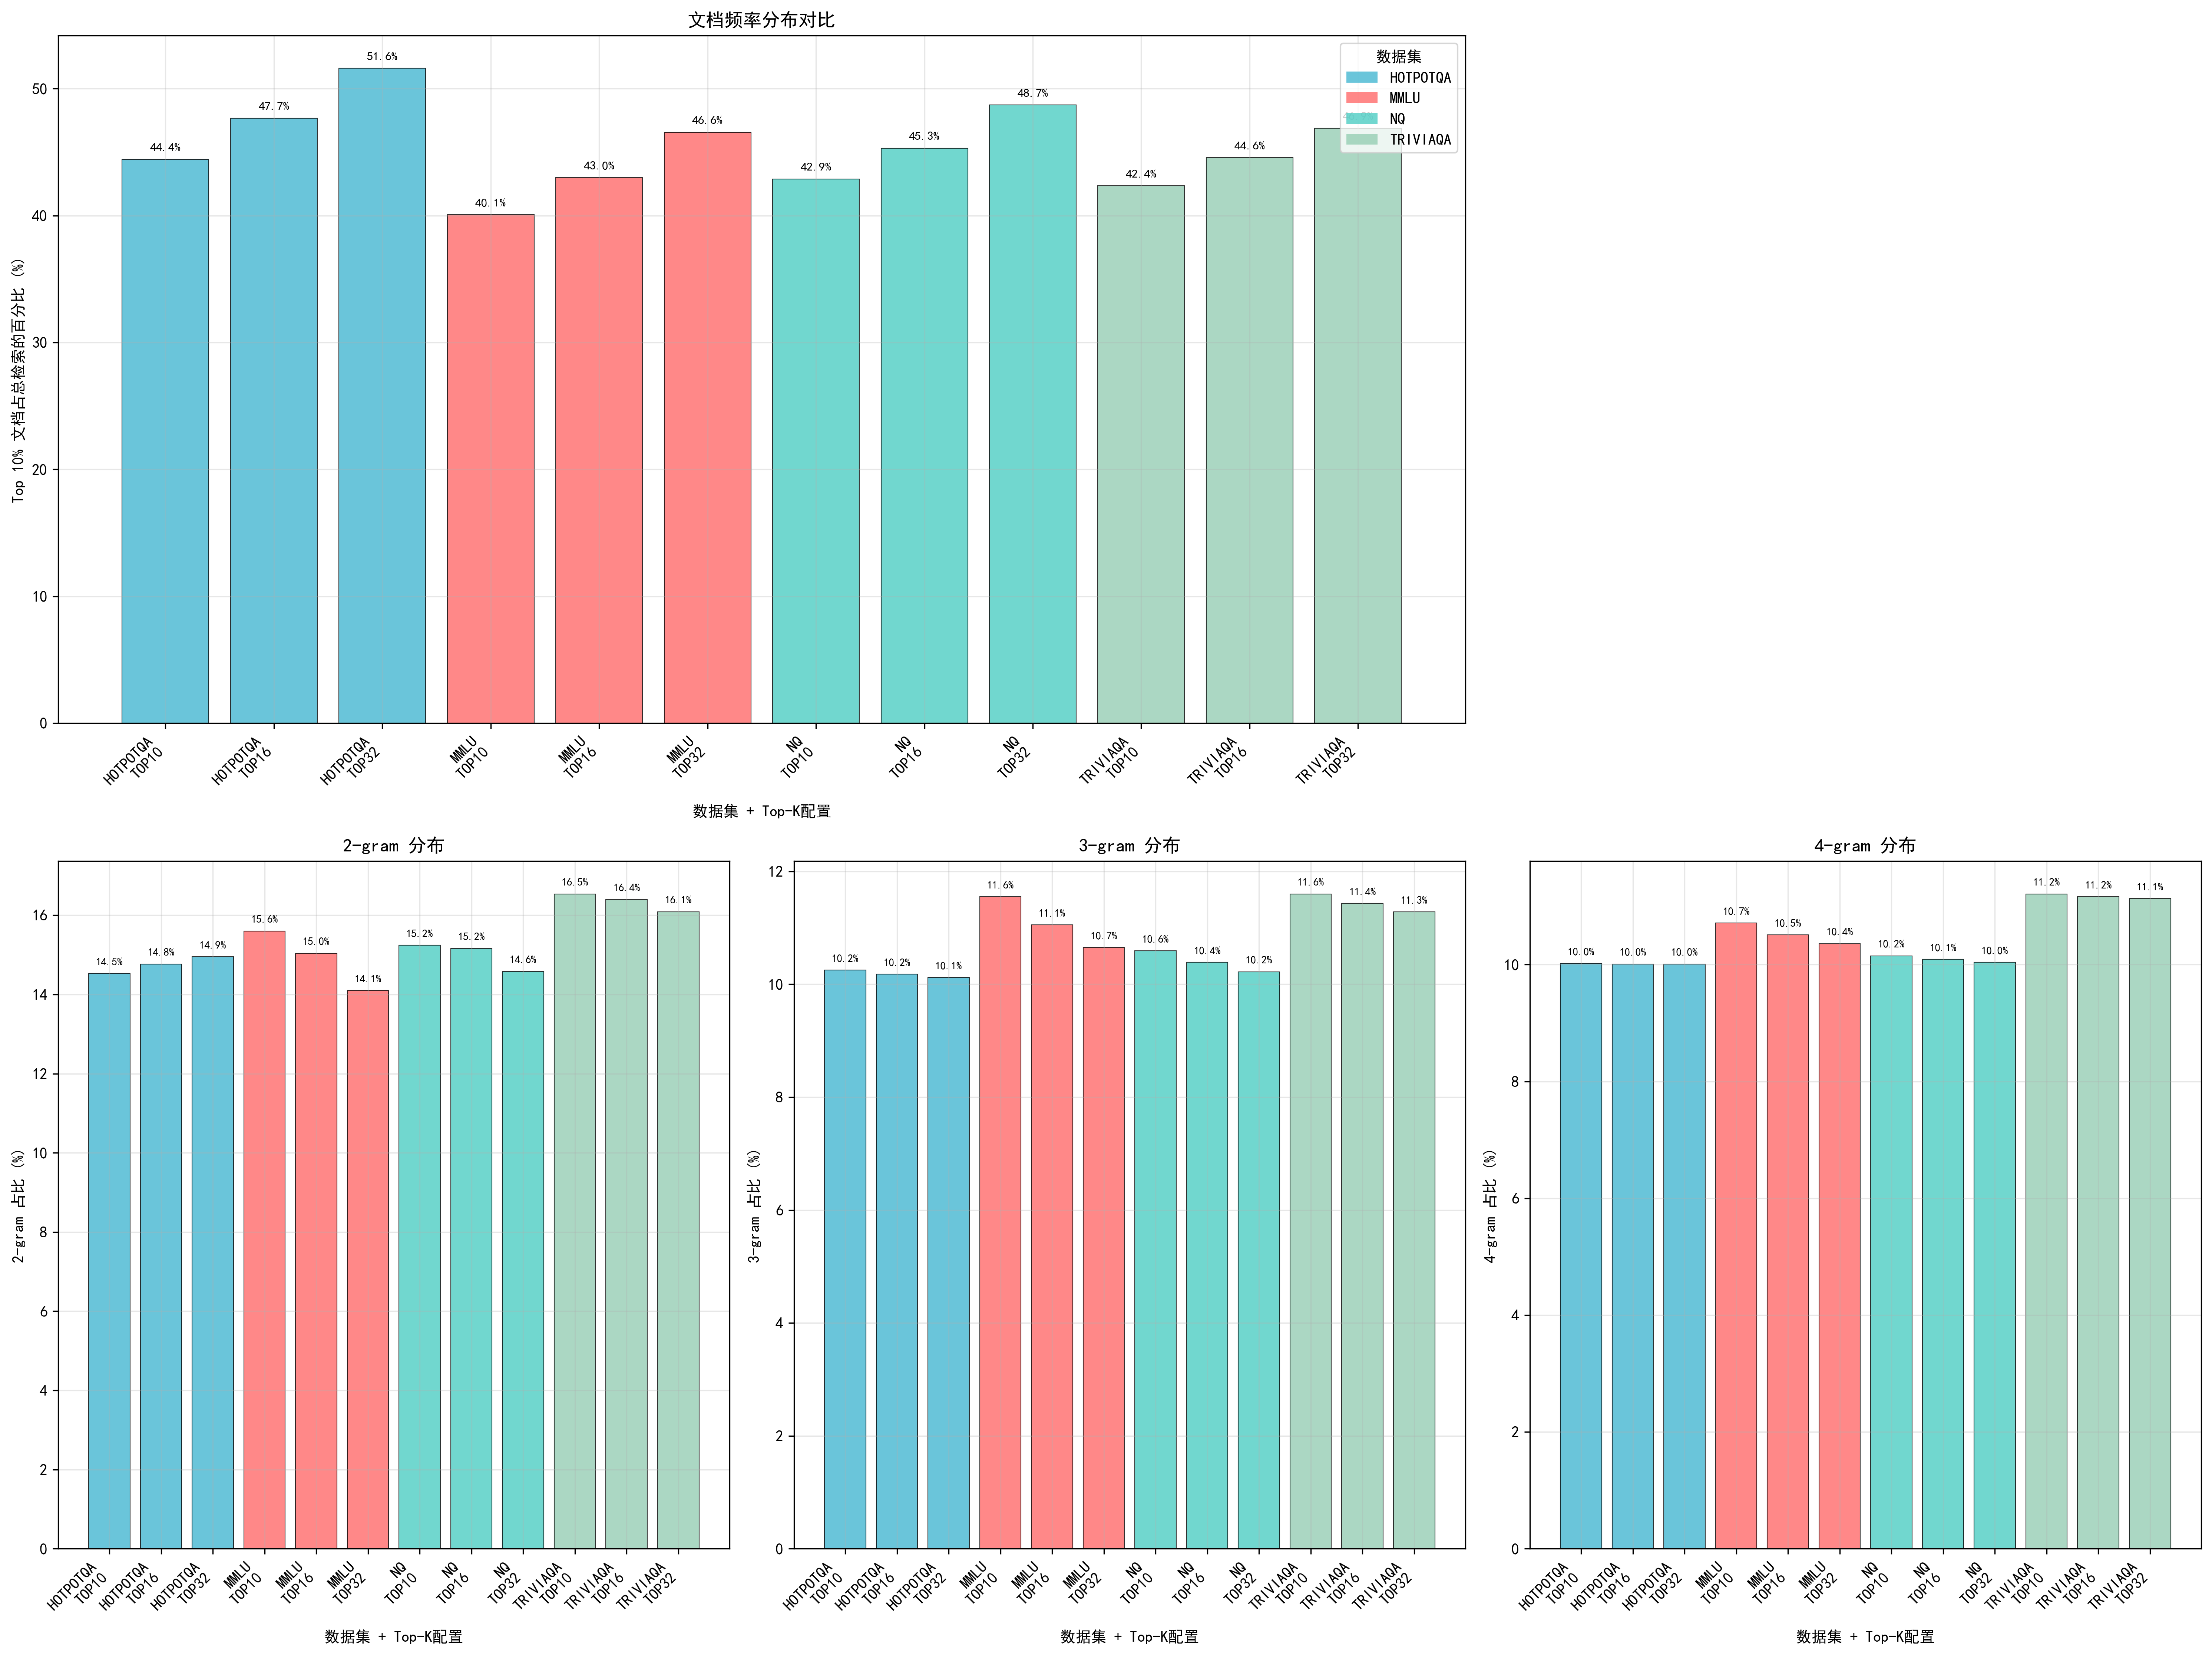 文档频率分布对比
Top 10% 文档占总检索的百分比 (%)
50
40
30
20
10
0
44.4%
47.7%
51.6%
40.1%
43.0%
46.6%
42.9%
45.3%
48.7%
42.4%
44.6%
数据集
HOTPOTQA
MMLU
NQ
TRIVIAQA
HOTPOTQA
TOP10
HOTPOTQA
TOP16
HOTPOTQA
TOP32
MMLU
TOP10
MMLU
TOP16
MMLU
TOP32
NQ
TOP10
NQ
TOP16
NQ
TOP32
TRIVIAQA
TOP10
TRIVIAQA
TOP16
TRIVIAQA
TOP32
数据集 + Top-K配置
2-gram 分布
2-gram 占比 (%)
16
14
12
10
8
6
4
2
0
14.5%
14.8%
14.9%
15.6%
15.0%
14.1%
15.2%
15.2%
14.6%
16.5%
16.4%
16.1%
HOTPOTQA
TOP10
HOTPOTQA
TOP16
HOTPOTQA
TOP32
MMLU
TOP10
MMLU
TOP16
MMLU
TOP32
NQ
TOP10
NQ
TOP16
NQ
TOP32
TRIVIAQA
TOP10
TRIVIAQA
TOP16
TRIVIAQA
TOP32
数据集 + Top-K配置
3-gram 分布
3-gram 占比 (%)
12
10
8
6
4
2
0
10.2%
10.2%
10.1%
11.6%
11.1%
10.7%
10.6%
10.4%
10.2%
11.6%
11.4%
11.3%
HOTPOTQA
TOP10
HOTPOTQA
TOP16
HOTPOTQA
TOP32
MMLU
TOP10
MMLU
TOP16
MMLU
TOP32
NQ
TOP10
NQ
TOP16
NQ
TOP32
TRIVIAQA
TOP10
TRIVIAQA
TOP16
TRIVIAQA
TOP32
数据集 + Top-K配置
4-gram 分布
4-gram 占比 (%)
10
8
6
4
2
0
10.0%
10.0%
10.0%
10.7%
10.5%
10.4%
10.2%
10.1%
10.0%
11.2%
11.2%
11.1%
HOTPOTQA
TOP10
HOTPOTQA
TOP16
HOTPOTQA
TOP32
MMLU
TOP10
MMLU
TOP16
MMLU
TOP32
NQ
TOP10
NQ
TOP16
NQ
TOP32
TRIVIAQA
TOP10
TRIVIAQA
TOP16
TRIVIAQA
TOP32
数据集 + Top-K配置